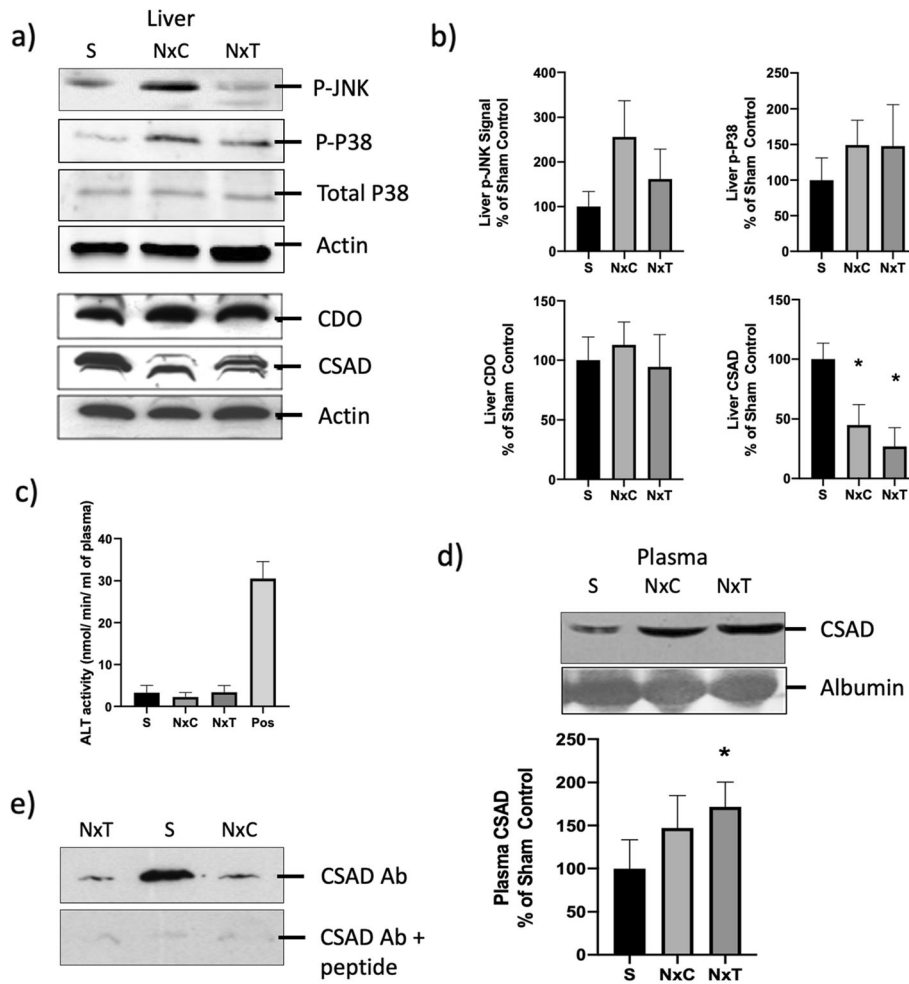 a)
Liver
S NxC NxT
P-JNK
P-P38
Total P38
Actin
CDO
CSAD
Actin
b)
Liver p-JNK Signal
% of Sham Control
400
300
200
100
0
S NxC NxT
Liver p-P38
% of Sham Control
250
200
150
100
50
0
S NxC NxT
Liver CDO
% of Sham Control
150
100
50
0
S NxC NxT
Liver CSAD
% of Sham Control
150
100
50
0
* *
S NxC NxT
c)
ALT activity (nmol/ min/ ml of plasma)
40
30
20
10
0
S NxC NxT Pos
d)
Plasma
S NxC NxT
CSAD
Albumin
Plasma CSAD
% of Sham Control
250
200
150
100
50
0
*
S NxC NxT
e)
NxT S NxC
CSAD Ab
CSAD Ab +
peptide